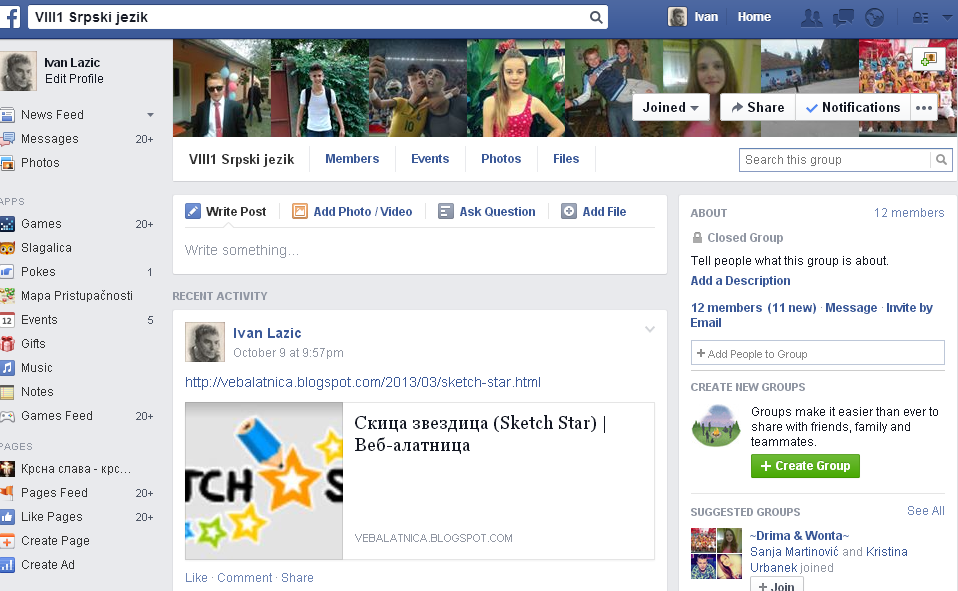 VIII1 Srpski jezik
Ivan
Home
Ivan Lazic
Edit Profile
News Feed
Messages 20+
Photos
APPS
Games 20+
Slagalica
Pokes 1
Mapa Pristupačnosti
12 Events 5
Gifts
Music
Notes
Games Feed 20+
PAGES
Крсна слава - крс...
Pages Feed 20+
Like Pages 20+
Create Page
Create Ad
Joined
Share
Notifications
VIII1 Srpski jezik
Members
Events
Photos
Files
Search this group
Write Post
Add Photo / Video
Ask Question
Add File
Write something...
RECENT ACTIVITY
Ivan Lazic
October 9 at 9:57pm
http://vebalatnica.blogspot.com/2013/03/sketch-star.html
TCH S
Скица звездица (Sketch Star) |
Веб-алатница
VEBALATNICA.BLOGSPOT.COM
Like · Comment · Share
ABOUT 12 members
Closed Group
Tell people what this group is about.
Add a Description
12 members (11 new) · Message · Invite by
Email
+ Add People to Group
CREATE NEW GROUPS
Groups make it easier than ever to
share with friends, family and
teammates.
+ Create Group
SUGGESTED GROUPS See All
~Drima & Wonta~
Sanja Martinović and Kristina
Urbanek joined
+ Join